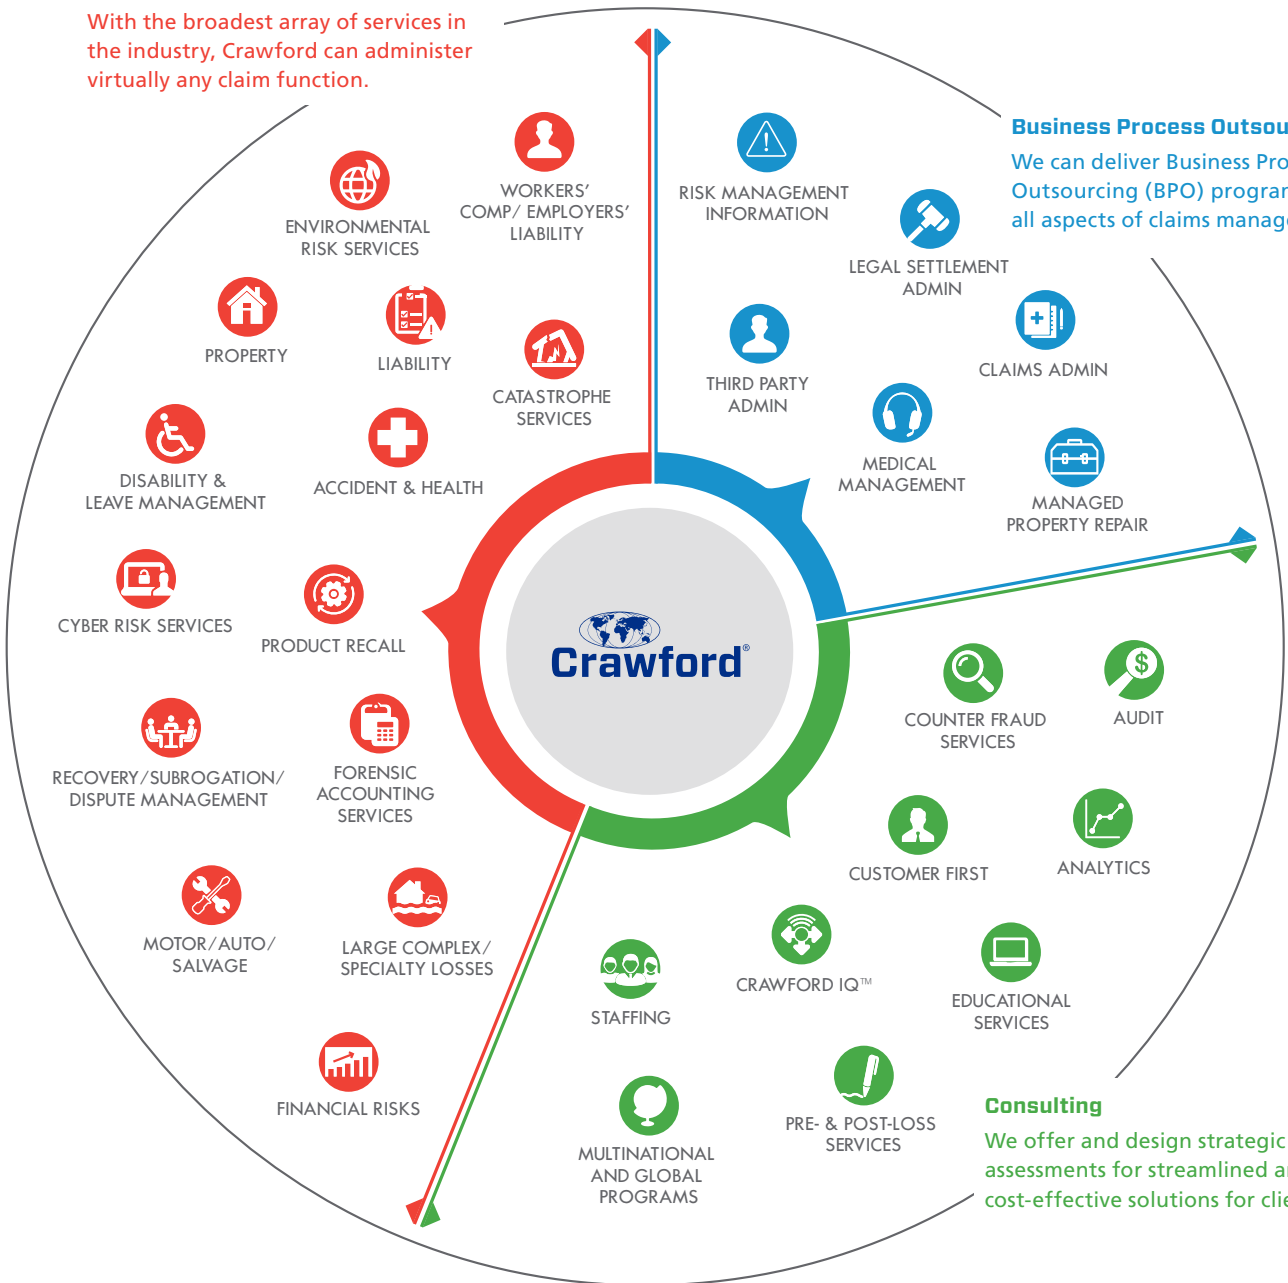 With the broadest array of services in
the industry, Crawford can administer
virtually any claim function.
WORKERS'
COMP/ EMPLOYERS'
LIABILITY
ENVIRONMENTAL
RISK SERVICES
PROPERTY
LIABILITY
CATASTROPHE
SERVICES
DISABILITY &
LEAVE MANAGEMENT
ACCIDENT & HEALTH
CYBER RISK SERVICES
PRODUCT RECALL
RECOVERY/SUBROGATION/
DISPUTE MANAGEMENT
FORENSIC
ACCOUNTING
SERVICES
MOTOR/AUTO/
SALVAGE
LARGE COMPLEX/
SPECIALTY LOSSES
FINANCIAL RISKS
Business Process
We can deliver Business
Outsourcing (BPO)
all aspects of claims
RISK MANAGEMENT
INFORMATION
LEGAL SETTLEMENT
ADMIN
THIRD PARTY
ADMIN
CLAIMS ADMIN
MEDICAL
MANAGEMENT
MANAGED
PROPERTY REPAIR
Crawford®
COUNTER FRAUD
SERVICES
$
AUDIT
CUSTOMER FIRST
ANALYTICS
STAFFING
CRAWFORD IQ™
EDUCATIONAL
SERVICES
MULTINATIONAL
AND GLOBAL
PROGRAMS
PRE- & POST-LOSS
SERVICES
Consulting
We offer and design strategic
assessments for streamlined
cost-effective solutions for